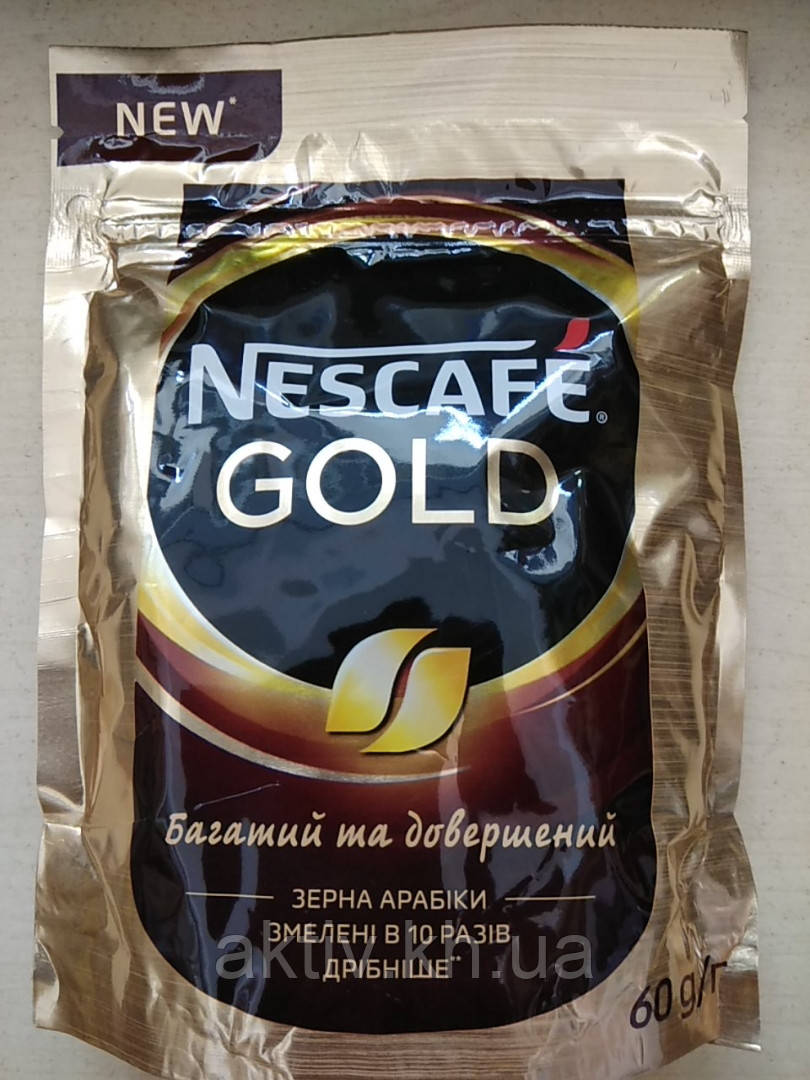 NEW*
NESCAFÉ®
GOLD
Багатий та довершений
ЗЕРНА АРАБІКИ
ЗМЕЛЕНІ В 10 РАЗІВ
ДРІБНІШЕ**
aktiv.kh.ua
60 g/г